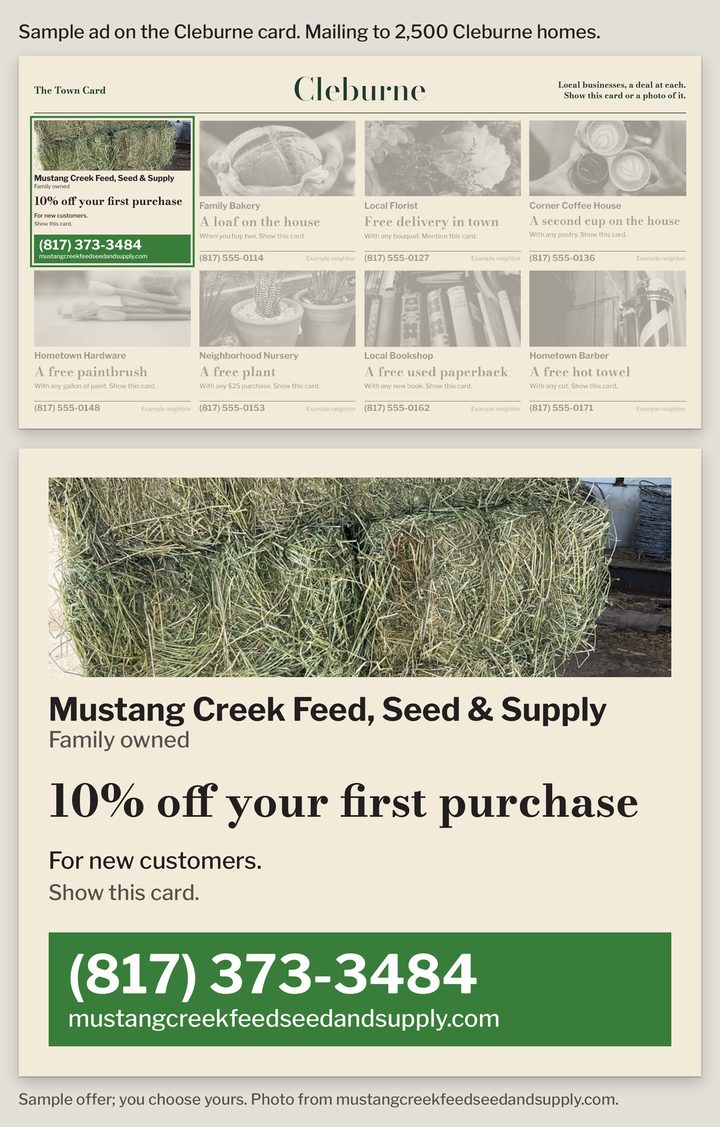 Sample ad on the Cleburne card. Mailing to 2,500 Cleburne homes.
The Town Card
Cleburne
Local businesses, a deal at each.
Show this card or a photo of it.
Mustang Creek Feed, Seed & Supply
Family owned
10% off your first purchase
For new customers.
Show this card.
(817) 373-3484
mustangcreekfeedseedandsupply.com
Family Bakery
A loaf on the house
When you buy two. Show this card.
(817) 555-0114
Example neighbor
Local Florist
Free delivery in town
With any bouquet. Mention this card.
(817) 555-0127
Example neighbor
Corner Coffee House
A second cup on the house
With any pastry. Show this card.
(817) 555-0136
Example neighbor
Hometown Hardware
A free paintbrush
With any gallon of paint. Show this card.
(817) 555-0148
Example neighbor
Neighborhood Nursery
A free plant
With any $25 purchase. Show this card.
(817) 555-0153
Example neighbor
Local Bookshop
A free used paperback
With any new book. Show this card.
(817) 555-0162
Example neighbor
Hometown Barber
A free hot towel
With any cut. Show this card.
(817) 555-0171
Example neighbor
Mustang Creek Feed, Seed & Supply
Family owned
10% off your first purchase
For new customers.
Show this card.
(817) 373-3484
mustangcreekfeedseedandsupply.com
Sample offer; you choose yours. Photo from mustangcreekfeedseedandsupply.com.